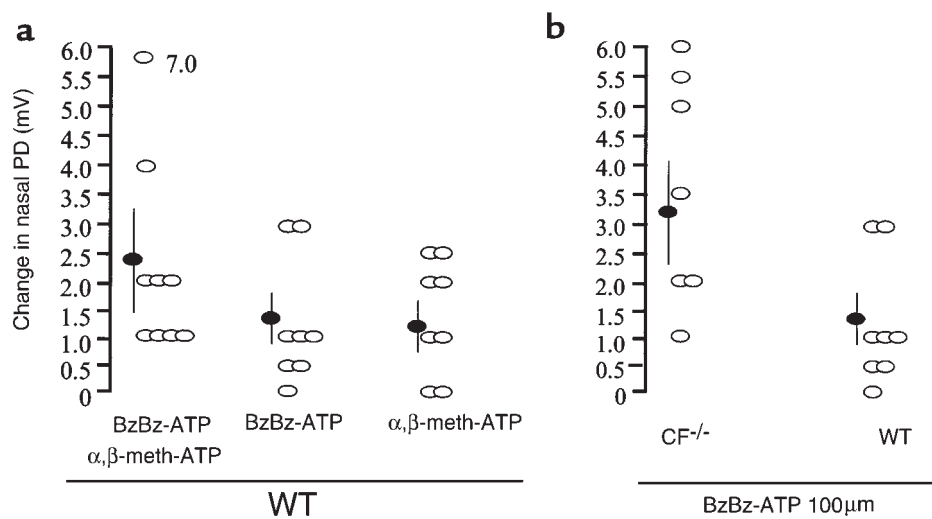 a
Change in nasal PD (mV)
6.0
5.5
5.0
4.5
4.0
3.5
3.0
2.5
2.0
1.5
1.0
0.5
0
7.0
BzBz-ATP
α,β-meth-ATP
BzBz-ATP
α,β-meth-ATP
WT
b
6.0
5.5
5.0
4.5
4.0
3.5
3.0
2.5
2.0
1.5
1.0
0.5
0
CF-/-
WT
BzBz-ATP 100μm